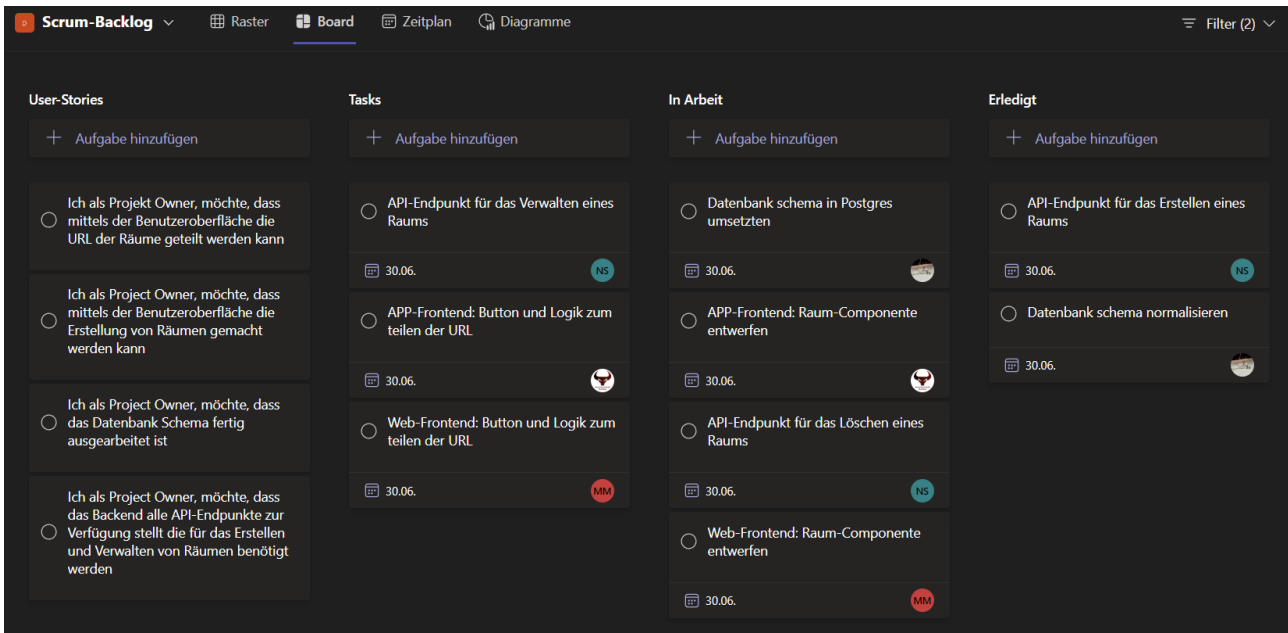 D Scrum-Backlog Raster Board Zeitplan Diagramme Filter (2)
User-Stories
Aufgabe hinzufügen
Ich als Projekt Owner, möchte, dass
mittels der Benutzeroberfläche die
URL der Räume geteilt werden kann
Ich als Project Owner, möchte, dass
mittels der Benutzeroberfläche die
Erstellung von Räumen gemacht
werden kann
Ich als Project Owner, möchte, dass
das Datenbank Schema fertig
ausgearbeitet ist
Ich als Project Owner, möchte, dass
das Backend alle API-Endpunkte zur
Verfügung stellt die für das Erstellen
und Verwalten von Räumen benötigt
werden
Tasks
Aufgabe hinzufügen
API-Endpunkt für das Verwalten eines
Raums
30.06. NS
APP-Frontend: Button und Logik zum
teilen der URL
30.06.
Web-Frontend: Button und Logik zum
teilen der URL
30.06. MM
In Arbeit
Aufgabe hinzufügen
Datenbank schema in Postgres
umsetzten
30.06.
APP-Frontend: Raum-Componente
entwerfen
30.06.
API-Endpunkt für das Löschen eines
Raums
30.06. NS
Web-Frontend: Raum-Componente
entwerfen
30.06. MM
Erledigt
Aufgabe hinzufügen
API-Endpunkt für das Erstellen eines
Raums
30.06. NS
Datenbank schema normalisieren
30.06.